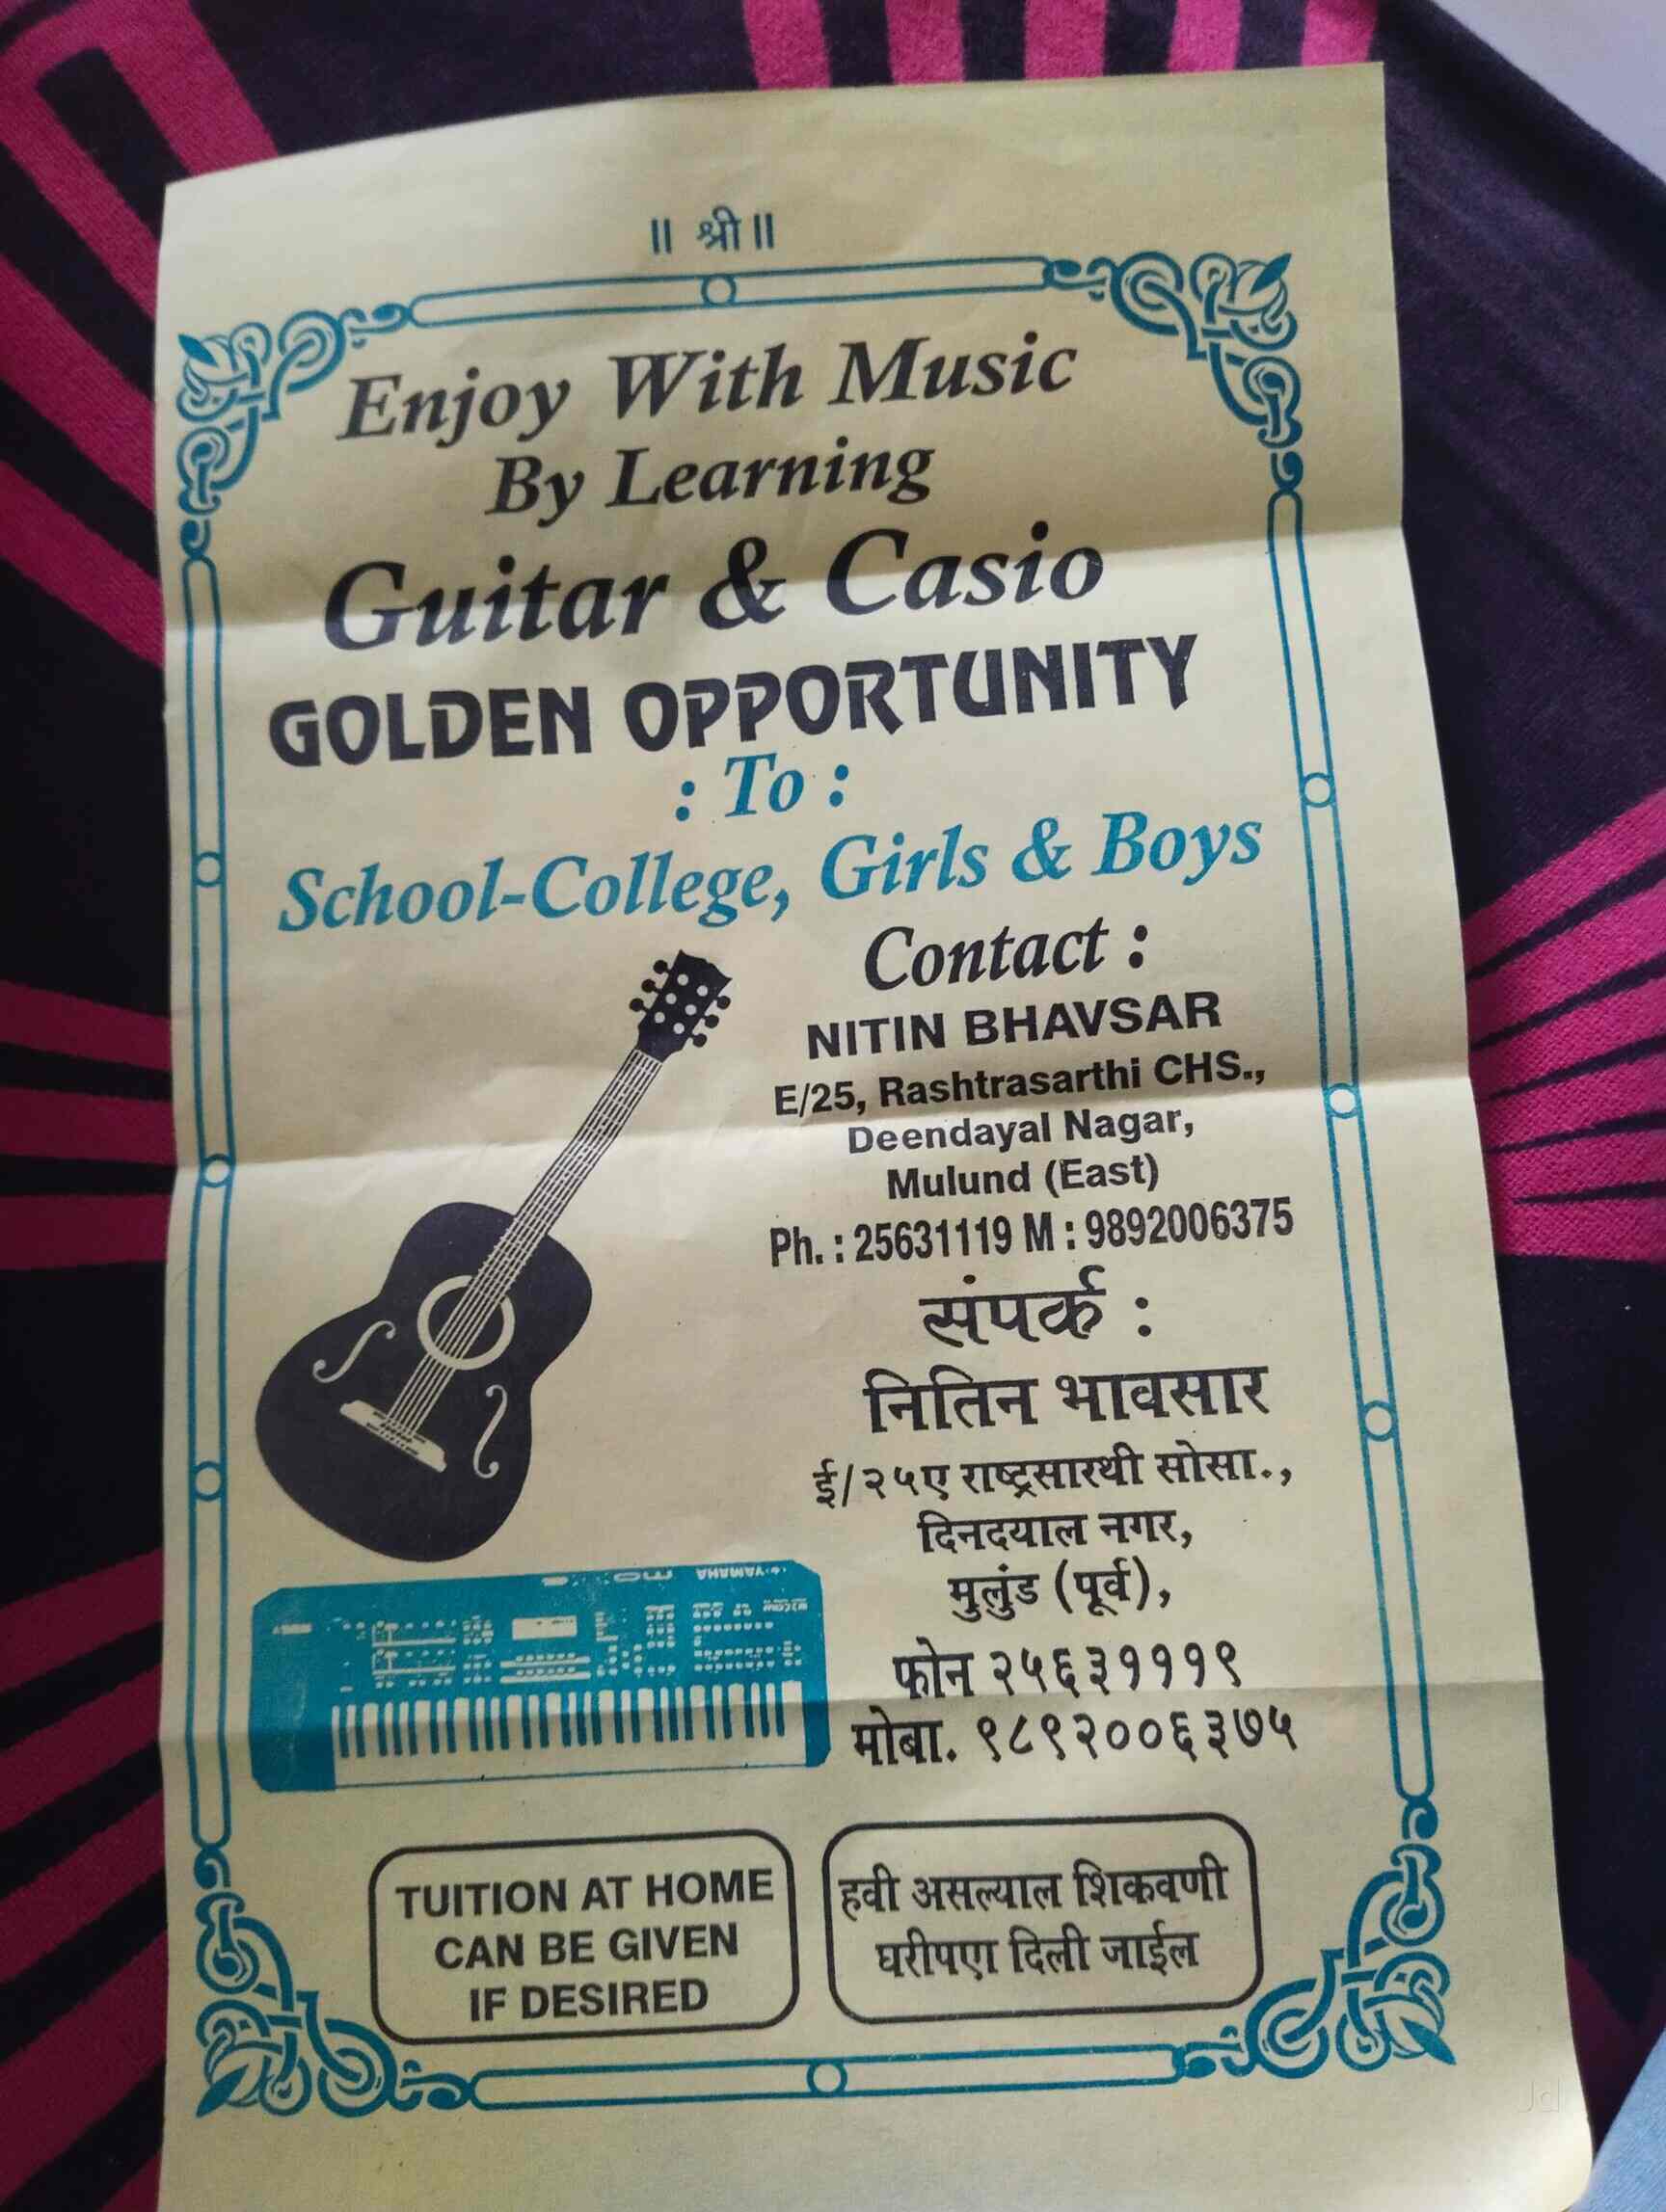 ॥ श्री ॥
Enjoy With Music
By Learning
Guitar & Casio
GOLDEN OPPORTUNITY
: To :
School-College, Girls & Boys
Contact :
NITIN BHAVSAR
E/25, Rashtrasarthi CHS.,
Deendayal Nagar,
Mulund (East)
Ph. : 25631119 M : 9892006375
संपर्क :
नितिन भावसार
ई/२५ए राष्ट्रसारथी सोसा.,
दिनदयाल नगर,
मुलुंड (पूर्व),
फोन २५६३१११९
मोबा. ९८९२००६३७५
YAMAHA
TUITION AT HOME
CAN BE GIVEN
IF DESIRED
हवी असल्याल शिकवणी
घरीपण दिली जाईल
Jd